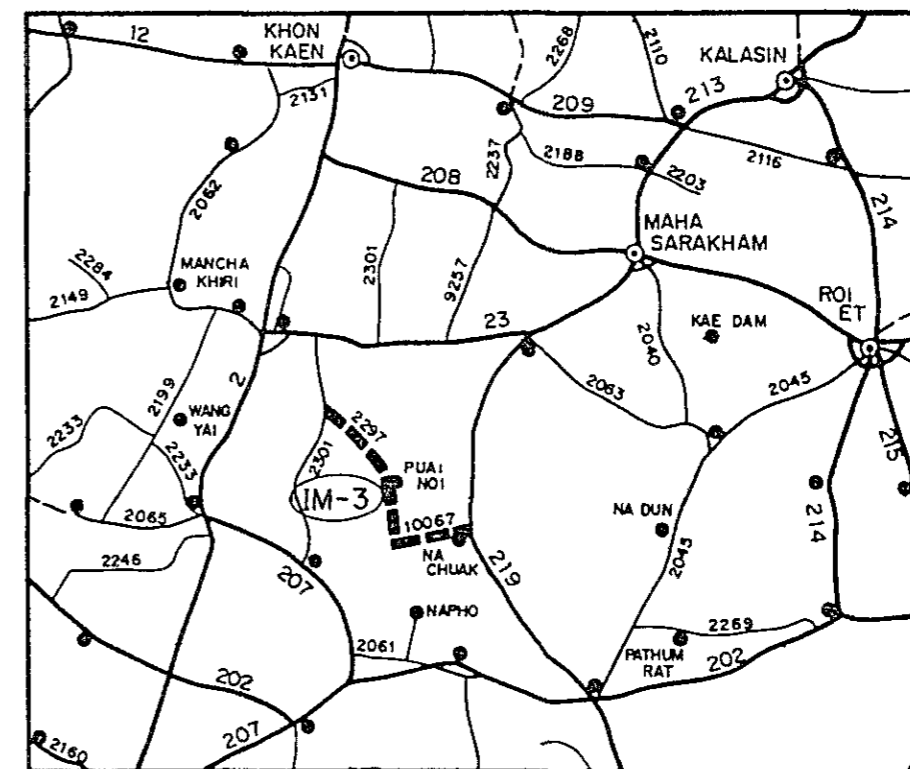 12
KHON
KAEN
2268
2110
KALASIN
2131
209
213
2237
2188
2203
2116
2062
208
214
MAHA
SARAKHAM
2284
MANCHA
KHIRI
2301
2149
9257
23
2040
KAE DAM
ROI
ET
2
2199
2063
2045
WANG
YAI
2297
2233
2301
2233
PUAI
NOI
215
IM-3
2065
10067
NA DUN
214
NA
CHUAK
219
2045
2246
207
NAPHO
2269
2061
PATHUM
RAT
202
202
207
2160